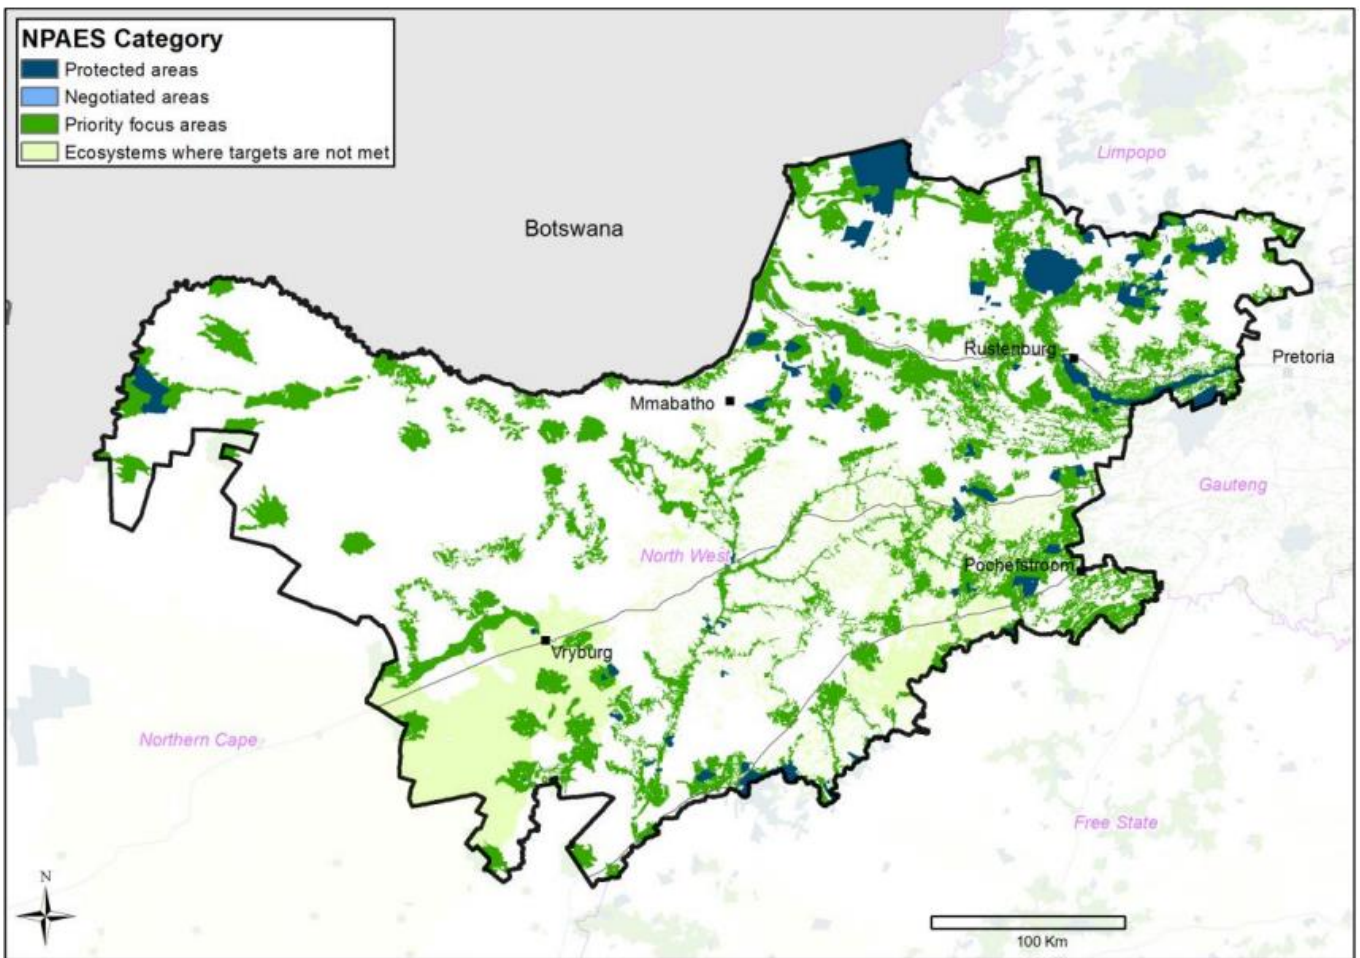 NPAES Category
Protected areas
Negotiated areas
Priority focus areas
Ecosystems where targets are not met
Limpopo
Botswana
Rustenburg
Pretoria
Mmabatho
Gauteng
North West
Pochefstroom
Vryburg
Northern Cape
Free State
N
100 Km